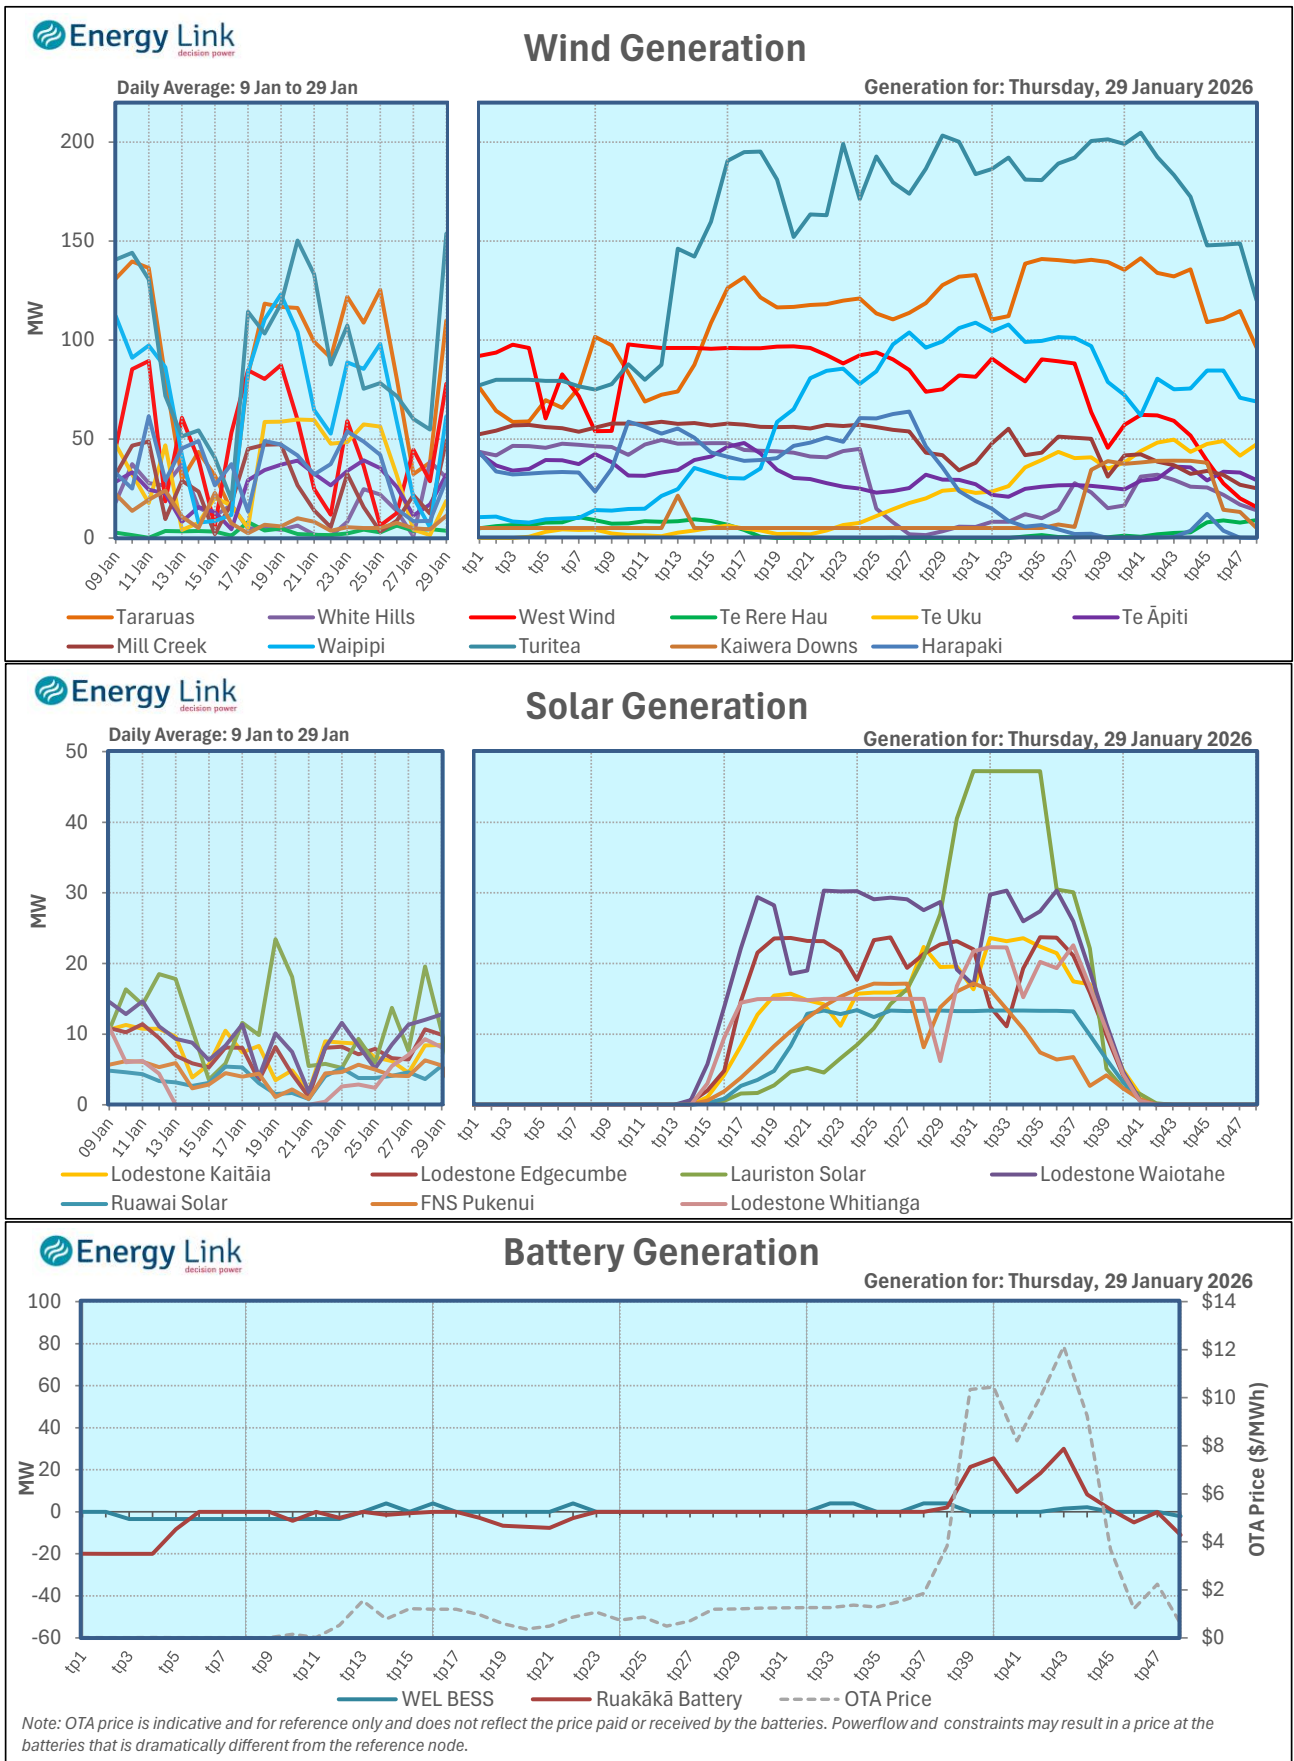 Energy Link
decision power
Wind Generation
Daily Average: 9 Jan to 29 Jan
Generation for: Thursday, 29 January 2026
MW
200
150
100
50
0
09 Jan 11 Jan 13 Jan 15 Jan 17 Jan 19 Jan 21 Jan 23 Jan 25 Jan 27 Jan 29 Jan
tp1 tp3 tp5 tp7 tp9 tp11 tp13 tp15 tp17 tp19 tp21 tp23 tp25 tp27 tp29 tp31 tp33 tp35 tp37 tp39 tp41 tp43 tp45 tp47
Tararuas White Hills West Wind Te Rere Hau Te Uku Te Āpiti
Mill Creek Waipipi Turitea Kaiwera Downs Harapaki
Energy Link
decision power
Solar Generation
Daily Average: 9 Jan to 29 Jan
Generation for: Thursday, 29 January 2026
MW
50
40
30
20
10
0
09 Jan 11 Jan 13 Jan 15 Jan 17 Jan 19 Jan 21 Jan 23 Jan 25 Jan 27 Jan 29 Jan
tp1 tp3 tp5 tp7 tp9 tp11 tp13 tp15 tp17 tp19 tp21 tp23 tp25 tp27 tp29 tp31 tp33 tp35 tp37 tp39 tp41 tp43 tp45 tp47
Lodestone Kaitāia Lodestone Edgecumbe Lauriston Solar Lodestone Waiotahe
Ruawai Solar FNS Pukenui Lodestone Whitianga
Energy Link
decision power
Battery Generation
Generation for: Thursday, 29 January 2026
MW
100
80
60
40
20
0
-20
-40
-60
$14
$12
$10
$8
$6
$4
$2
$0
OTA Price ($/MWh)
tp1 tp3 tp5 tp7 tp9 tp11 tp13 tp15 tp17 tp19 tp21 tp23 tp25 tp27 tp29 tp31 tp33 tp35 tp37 tp39 tp41 tp43 tp45 tp47
WEL BESS Ruakākā Battery OTA Price
Note: OTA price is indicative and for reference only and does not reflect the price paid or received by the batteries. Powerflow and constraints may result in a price at the
batteries that is dramatically different from the reference node.